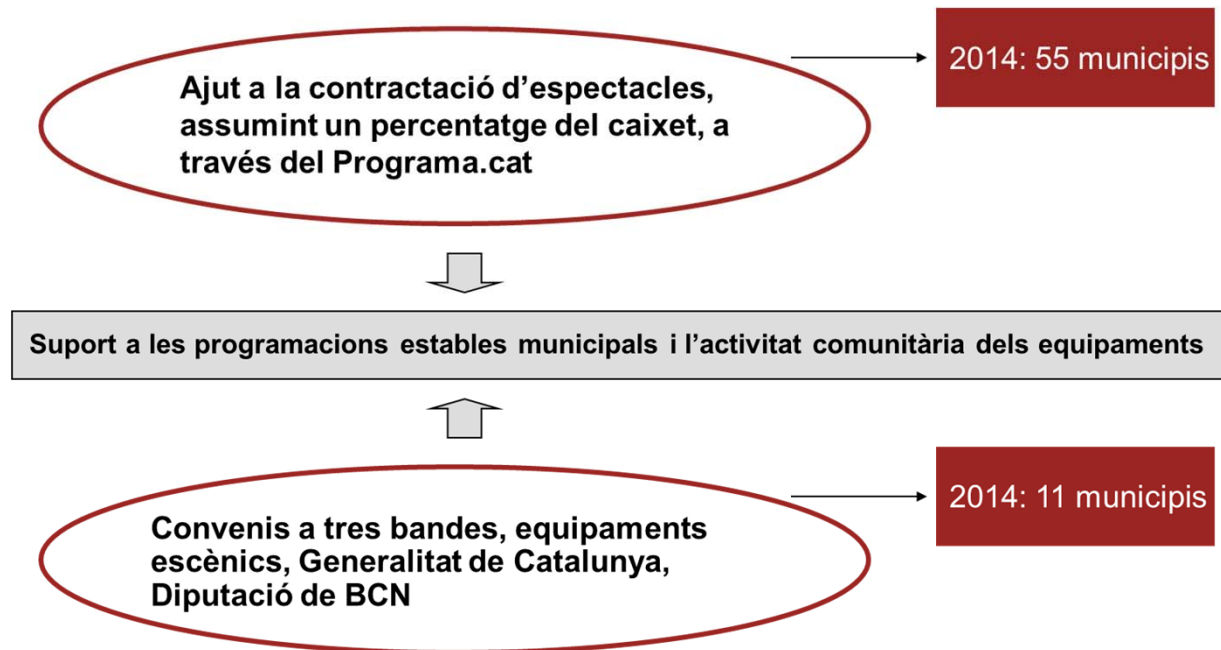 Ajut a la contractació d’espectacles,
assumint un percentatge del caixet, a
través del Programa.cat
2014: 55 municipis
Suport a les programacions estables municipals i l’activitat comunitària dels equipaments
Convenis a tres bandes, equipaments
escènics, Generalitat de Catalunya,
Diputació de BCN
2014: 11 municipis